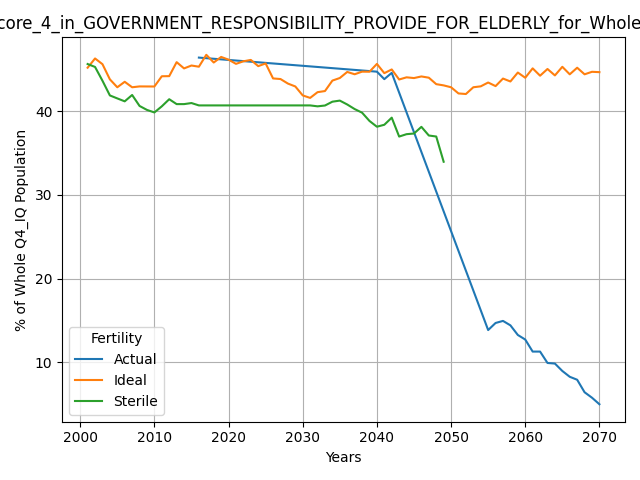 core_4_in_GOVERNMENT_RESPONSIBILITY_PROVIDE_FOR_ELDERLY_for_Whole
% of Whole Q4_IQ Population
40
30
20
10
Fertility
Actual
Ideal
Sterile
2000 2010 2020 2030 2040 2050 2060 2070
Years